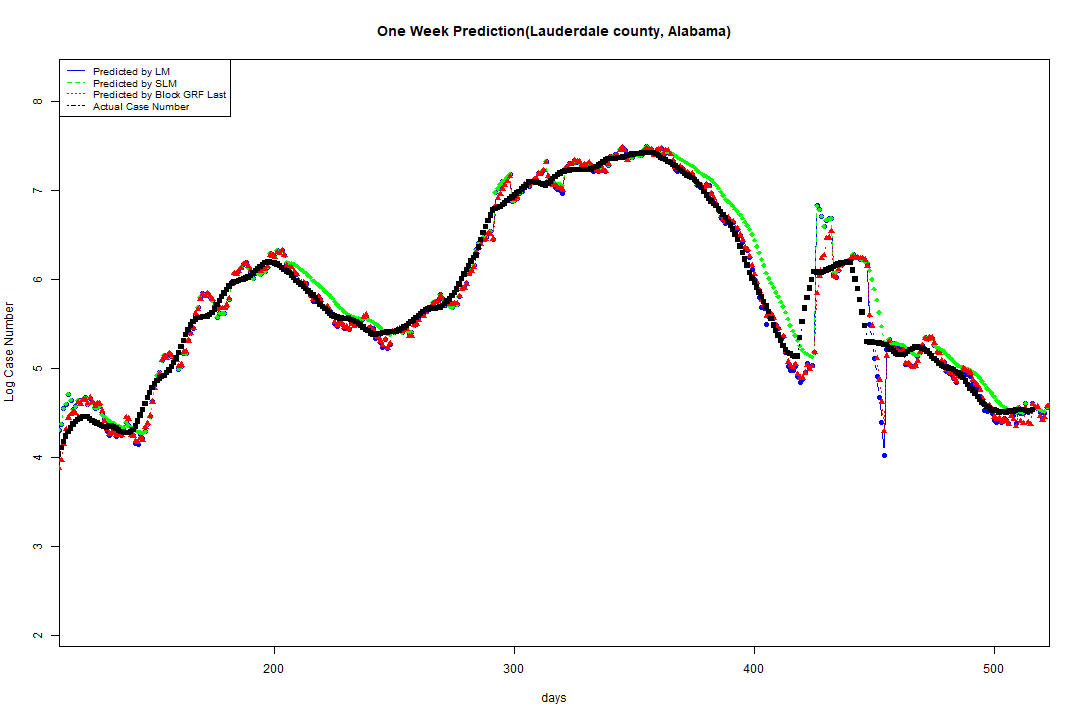 One Week Prediction(Lauderdale county, Alabama)
Predicted by LM
Predicted by SLM
Predicted by Block GRF Last
Actual Case Number
8
7
6
5
4
3
2
Log Case Number
200 300 400 500
days